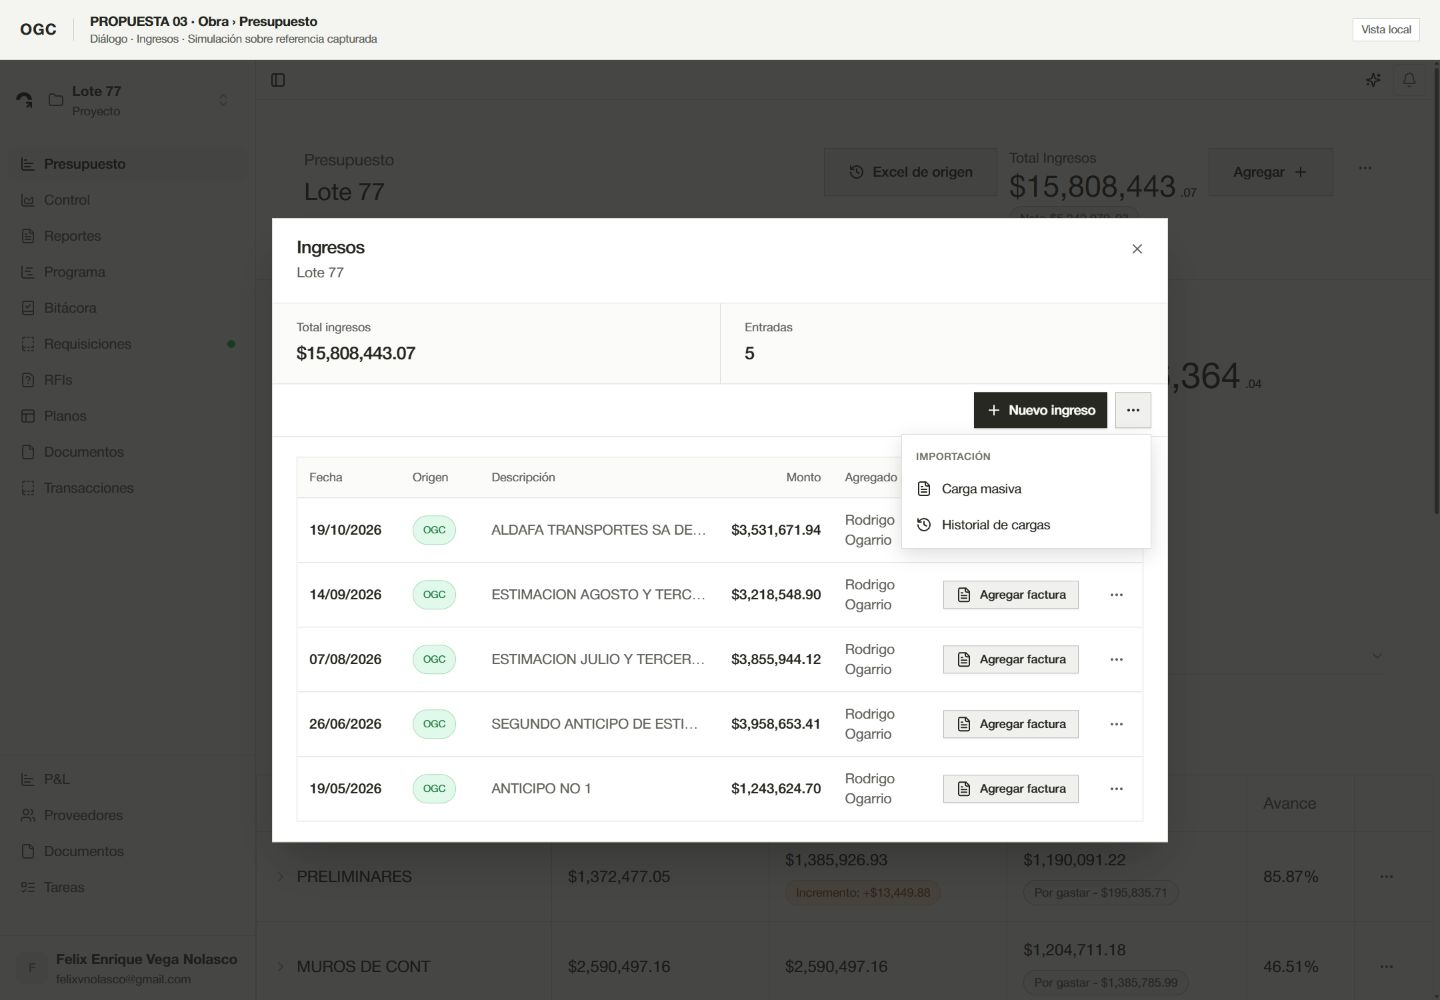 OGC
PROPUESTA 03 · Obra › Presupuesto
Diálogo · Ingresos · Simulación sobre referencia capturada
Vista local
Lote 77
Proyecto
Presupuesto
Control
Reportes
Programa
Bitácora
Requisiciones
RFIs
Planos
Documentos
Transacciones
P&L
Proveedores
Documentos
Tareas
F
Felix Enrique Vega Nolasco
felixvnolasco@gmail.com
Presupuesto
Lote 77
Excel de origen
Total Ingresos
$15,808,443.07
Agregar
Ingresos
Lote 77
Total ingresos
$15,808,443.07
Entradas
5
Nuevo ingreso
IMPORTACIÓN
Carga masiva
Historial de cargas
Fecha Origen Descripción Monto Agregado
19/10/2026 OGC ALDAFA TRANSPORTES SA DE... $3,531,671.94 Rodrigo Ogarrio
14/09/2026 OGC ESTIMACION AGOSTO Y TERC... $3,218,548.90 Rodrigo Ogarrio Agregar factura
07/08/2026 OGC ESTIMACION JULIO Y TERCER... $3,855,944.12 Rodrigo Ogarrio Agregar factura
26/06/2026 OGC SEGUNDO ANTICIPO DE ESTI... $3,958,653.41 Rodrigo Ogarrio Agregar factura
19/05/2026 OGC ANTICIPO NO 1 $1,243,624.70 Rodrigo Ogarrio Agregar factura
,364.04
Avance
PRELIMINARES $1,372,477.05 $1,385,926.93 $1,190,091.22 85.87%
Incremento: +$13,449.88 Por gastar - $195,835.71
MUROS DE CONT $2,590,497.16 $2,590,497.16 $1,204,711.18 46.51%
Por gastar - $1,385,785.99